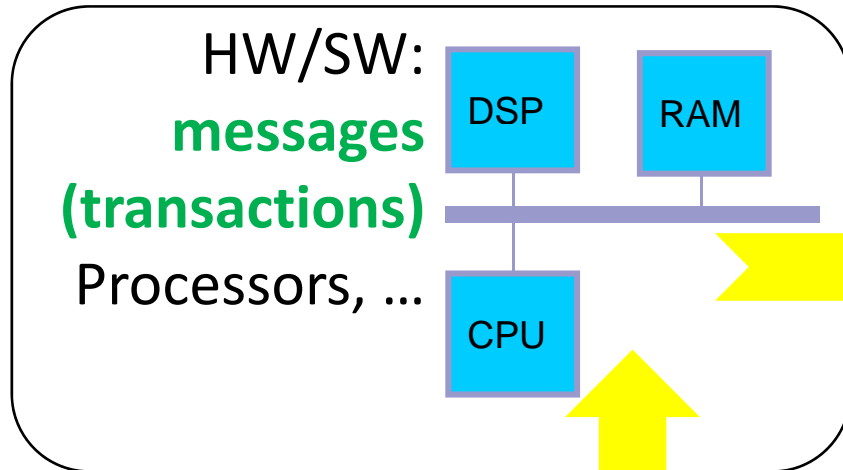 HW/SW:
messages
(transactions)
Processors, …
DSP
RAM
CPU